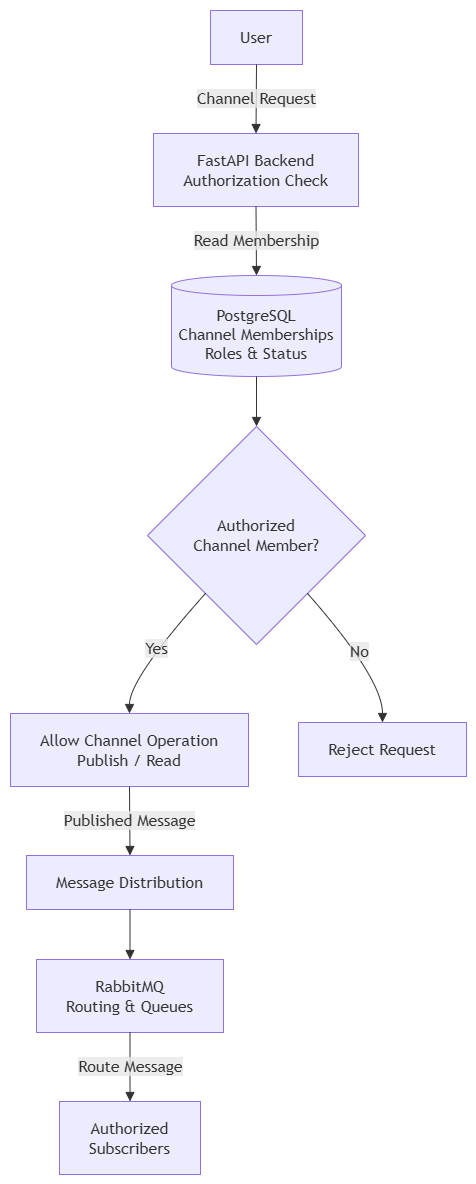 User
Channel Request
FastAPI Backend
Authorization Check
Read Membership
PostgreSQL
Channel Memberships
Roles & Status
Authorized
Channel Member?
Yes
No
Allow Channel Operation
Publish / Read
Reject Request
Published Message
Message Distribution
RabbitMQ
Routing & Queues
Route Message
Authorized
Subscribers